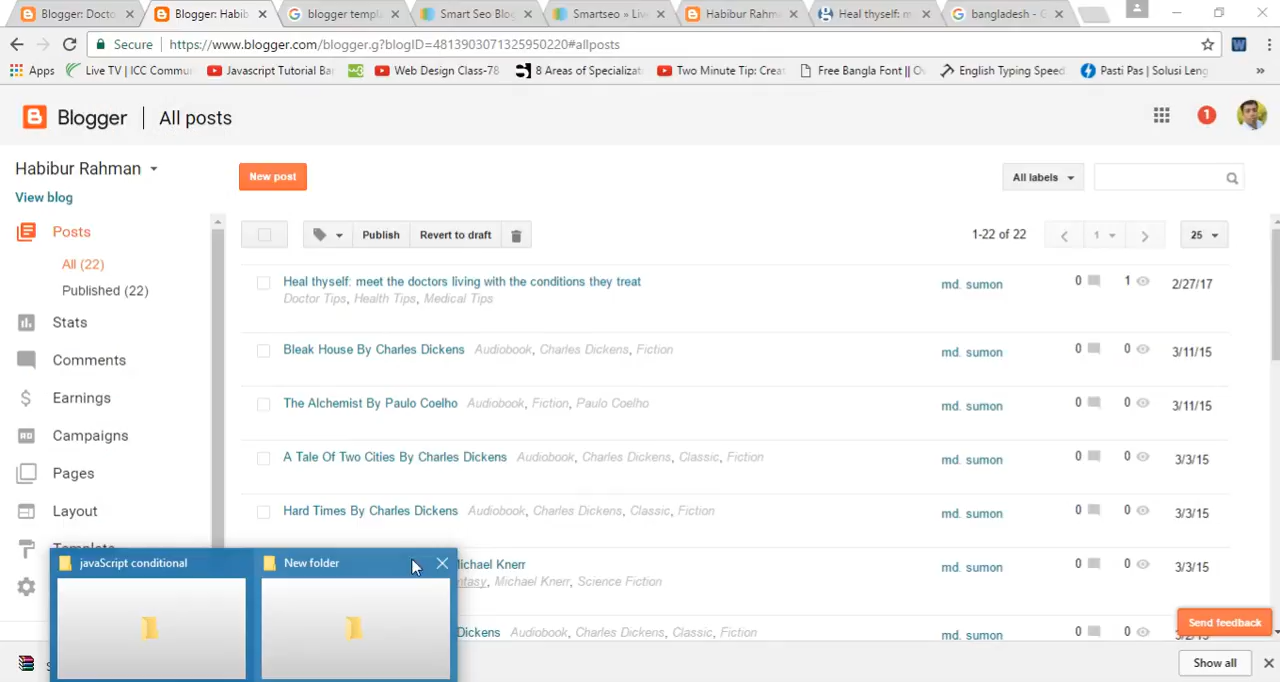 Blogger: Docto
Blogger: Habib
blogger templ
Smart Seo Blog
Smartseo » Liv
Habibur Rahm
Heal thyself: m
bangladesh - G
Secure
https://www.blogger.com/blogger.g?blogID=4813903071325950220#allposts
Apps
Live TV | ICC Commu
Javascript Tutorial Ba
Web Design Class-78
8 Areas of Specializat
Two Minute Tip: Crea
Free Bangla Font || O
English Typing Speed
Pasti Pas | Solusi Leng
»
Blogger
All posts
1
Habibur Rahman
View blog
New post
All labels
Posts
All (22)
Published (22)
Stats
Comments
Earnings
Campaigns
Pages
Layout
Publish
Revert to draft
1-22 of 22
1
25
Heal thyself: meet the doctors living with the conditions they treat
Doctor Tips, Health Tips, Medical Tips
md. sumon
0
1
2/27/17
Bleak House By Charles Dickens Audiobook, Charles Dickens, Fiction
md. sumon
0
0
3/11/15
The Alchemist By Paulo Coelho Audiobook, Fiction, Paulo Coelho
md. sumon
0
0
3/11/15
A Tale Of Two Cities By Charles Dickens Audiobook, Charles Dickens, Classic, Fiction
md. sumon
0
0
3/3/15
Hard Times By Charles Dickens Audiobook, Charles Dickens, Classic, Fiction
md. sumon
0
0
3/3/15
Michael Knerr
ntasy, Michael Knerr, Science Fiction
md. sumon
0
0
3/3/15
Dickens Audiobook, Charles Dickens, Classic, Fiction
md. sumon
0
0
javaScript conditional
New folder
Send feedback
Show all